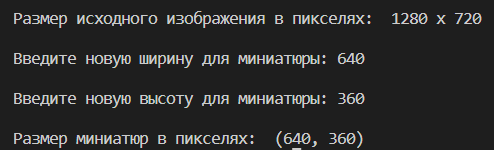 Размер исходного изображения в пикселях:  1280 x 720
Введите новую ширину для миниатюры: 640
Введите новую высоту для миниатюры: 360
Размер миниатюр в пикселях:  (640, 360)